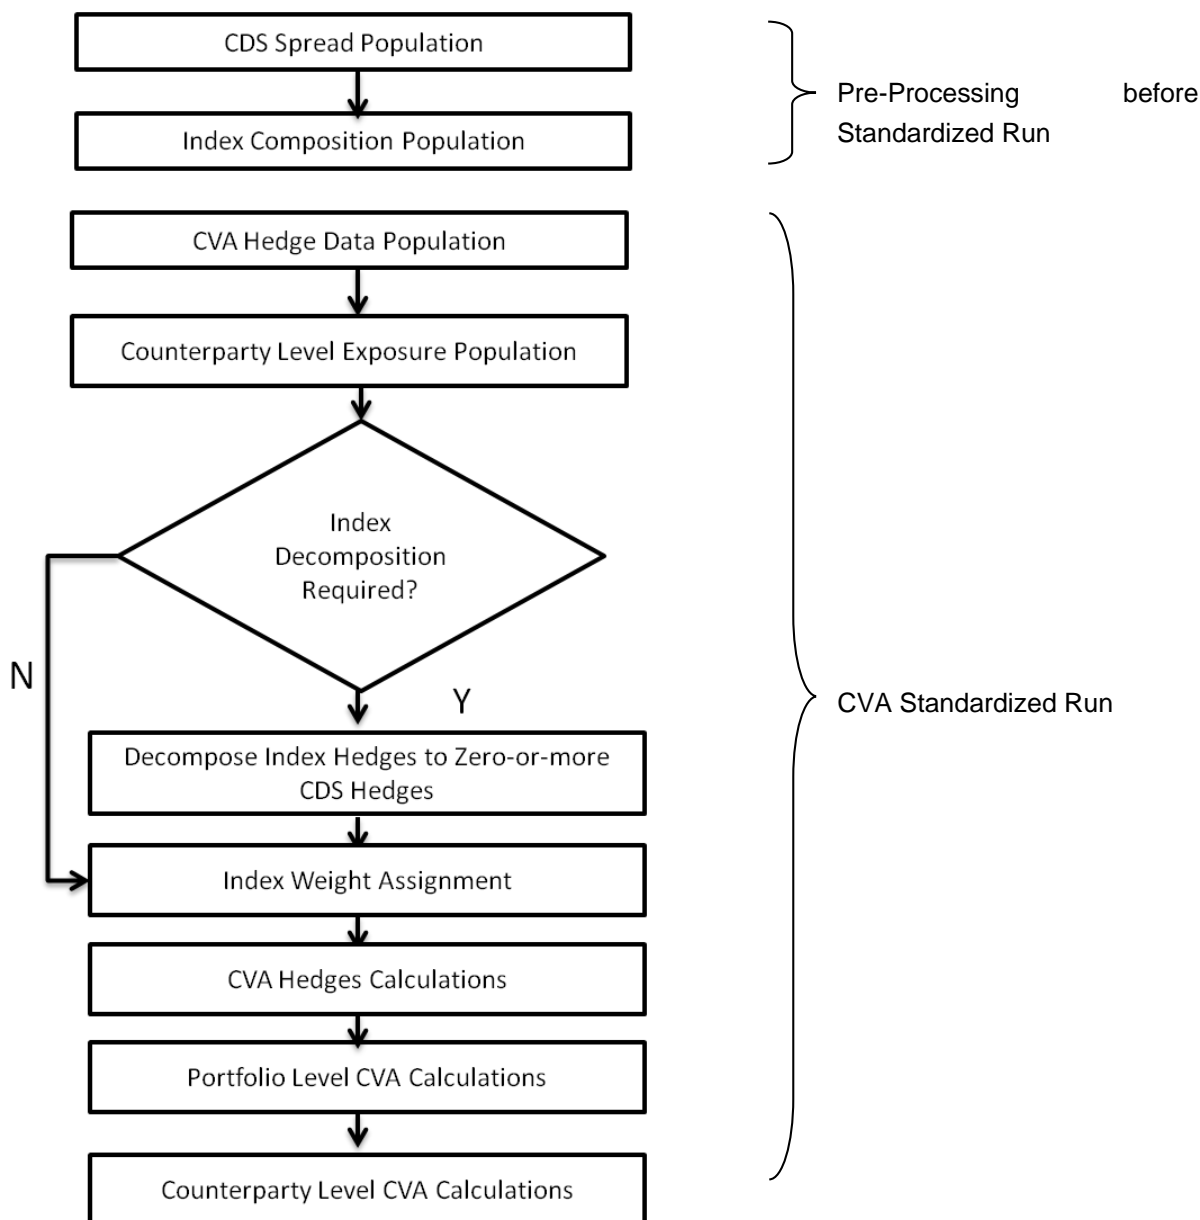 CDS Spread Population
Index Composition Population
Pre-Processing before
Standardized Run
CVA Hedge Data Population
Counterparty Level Exposure Population
Index
Decomposition
Required?
N
Y
Decompose Index Hedges to Zero-or-more
CDS Hedges
Index Weight Assignment
CVA Hedges Calculations
Portfolio Level CVA Calculations
Counterparty Level CVA Calculations
CVA Standardized Run